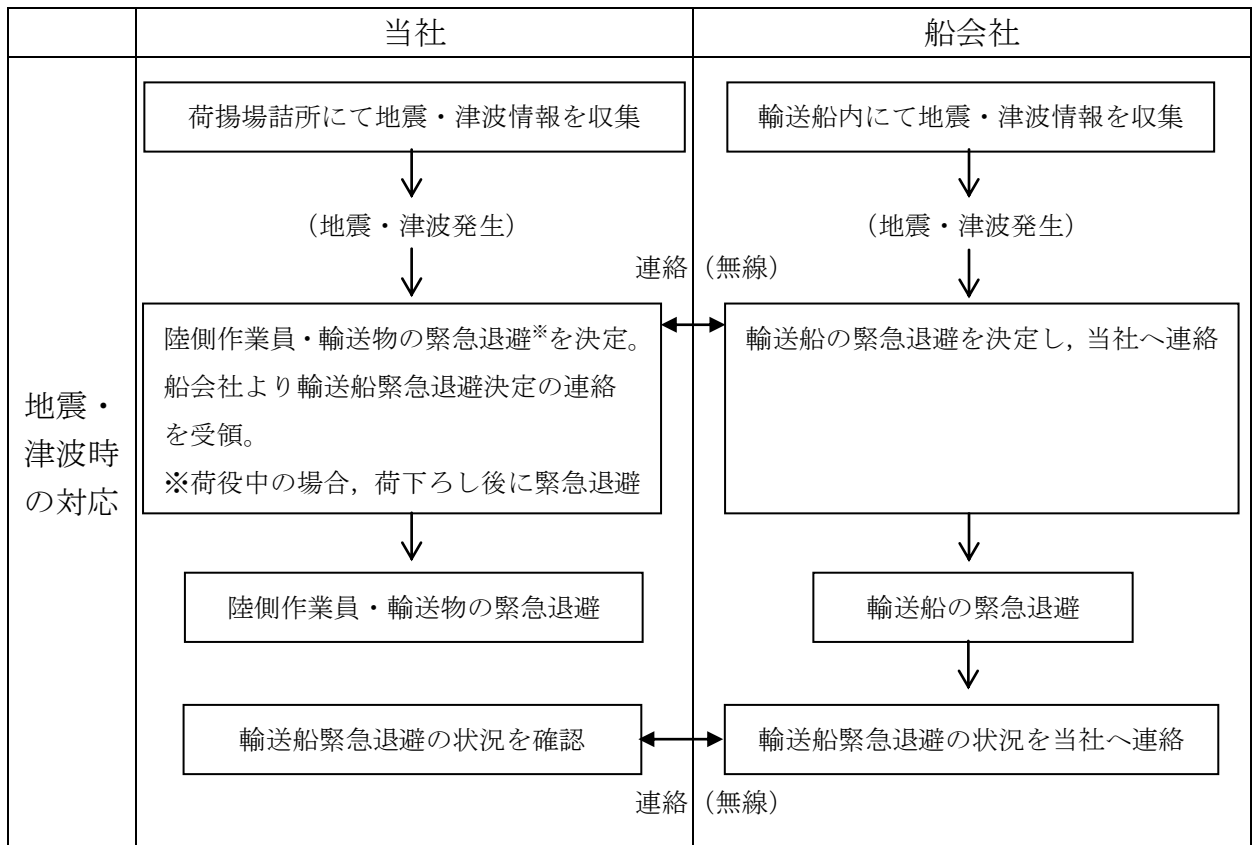 当社
船会社
地震・
津波時
の対応
荷揚場詰所にて地震・津波情報を収集
輸送船内にて地震・津波情報を収集
（地震・津波発生）
（地震・津波発生）
連絡（無線）
陸側作業員・輸送物の緊急退避※を決定。
船会社より輸送船緊急退避決定の連絡
を受領。
※荷役中の場合，荷下ろし後に緊急退避
輸送船の緊急退避を決定し，当社へ連絡
陸側作業員・輸送物の緊急退避
輸送船の緊急退避
輸送船緊急退避の状況を確認
輸送船緊急退避の状況を当社へ連絡
連絡（無線）